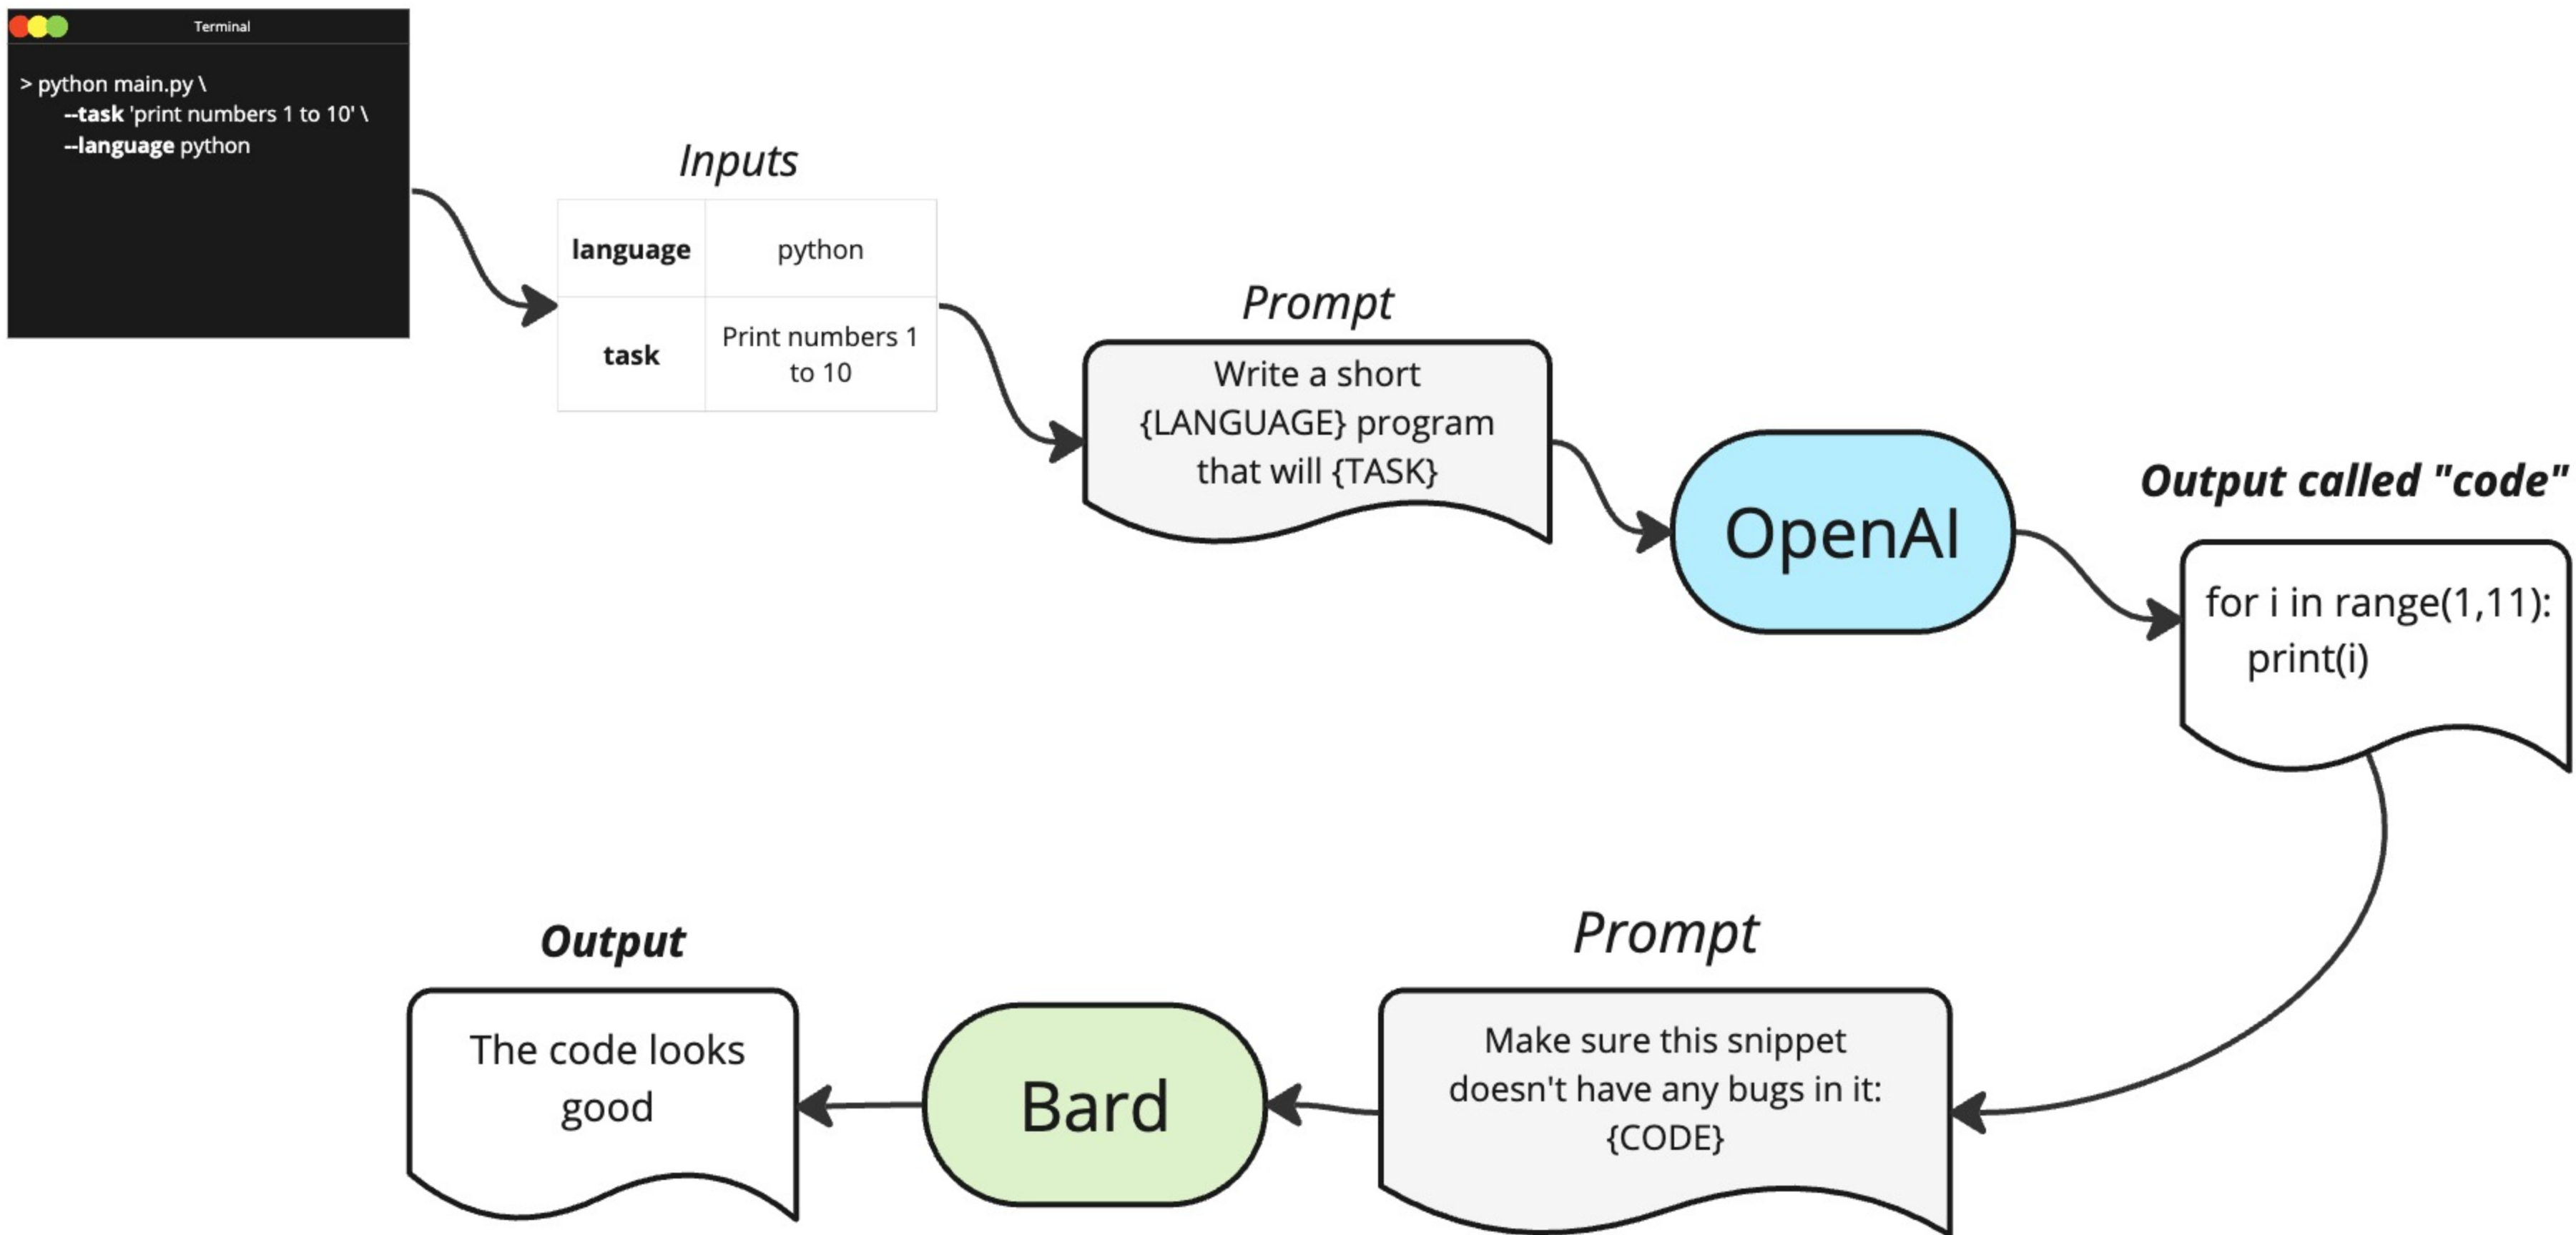 Terminal
> python main.py \
--task 'print numbers 1 to 10' \
--language python
Inputs
language python
task Print numbers 1
to 10
Prompt
Write a short
{LANGUAGE} program
that will {TASK}
OpenAI
Output called "code"
for i in range(1,11):
print(i)
Prompt
Make sure this snippet
doesn't have any bugs in it:
{CODE}
Bard
Output
The code looks
good